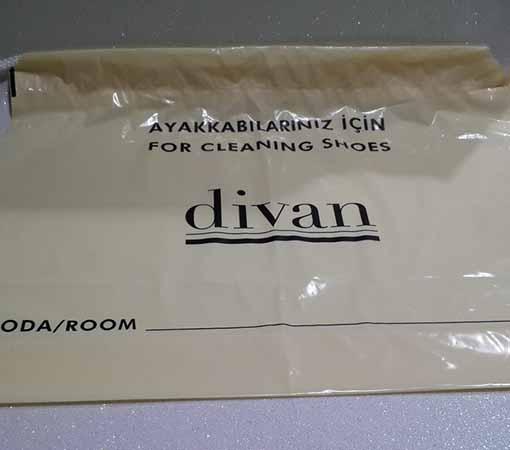 AYAKKABILARINIZ İÇİN
FOR CLEANING SHOES
divan
ODA/ROOM